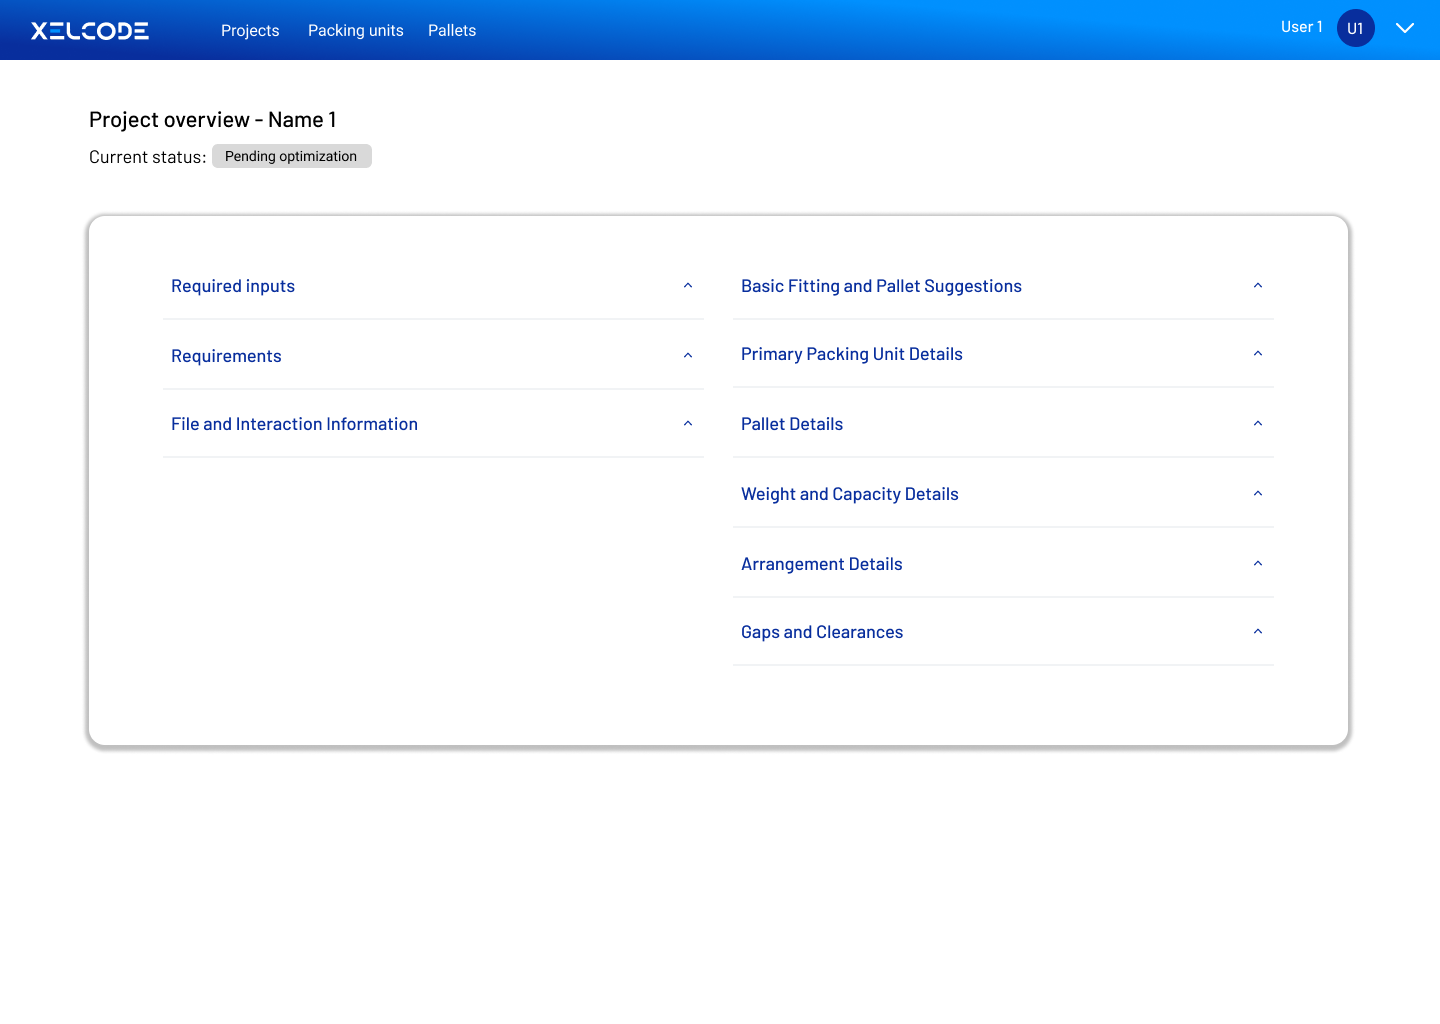 XELCODE
Projects
Packing units
Pallets
User 1
U1
Project overview - Name 1
Current status: Pending optimization
Required inputs
Requirements
File and Interaction Information
Basic Fitting and Pallet Suggestions
Primary Packing Unit Details
Pallet Details
Weight and Capacity Details
Arrangement Details
Gaps and Clearances